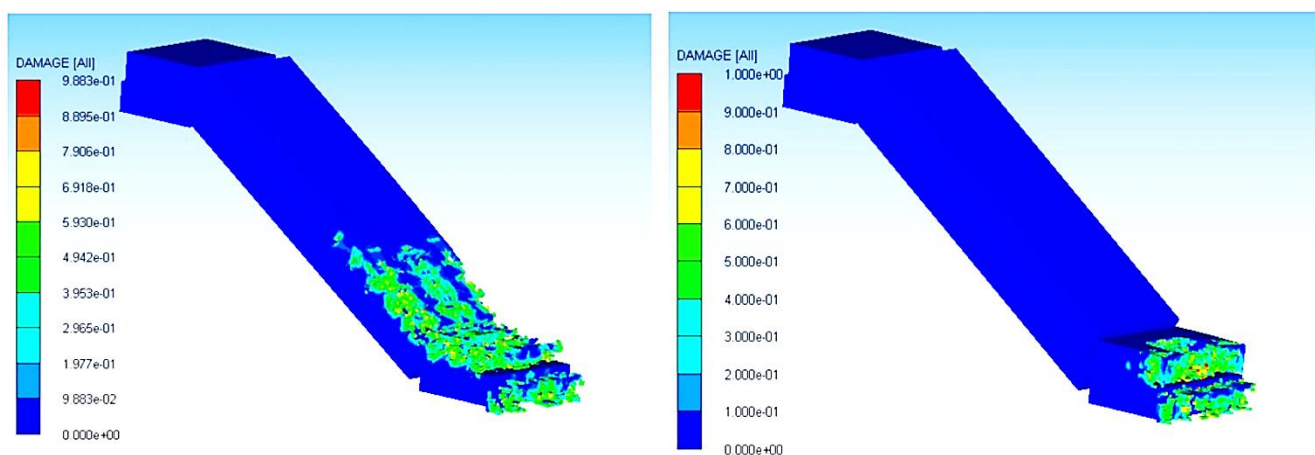 DAMAGE [All]
9.883e-01
8.895e-01
7.906e-01
6.918e-01
5.930e-01
4.942e-01
3.953e-01
2.965e-01
1.977e-01
9.883e-02
0.000e+00
DAMAGE [All]
1.000e+00
9.000e-01
8.000e-01
7.000e-01
6.000e-01
5.000e-01
4.000e-01
3.000e-01
2.000e-01
1.000e-01
0.000e+00